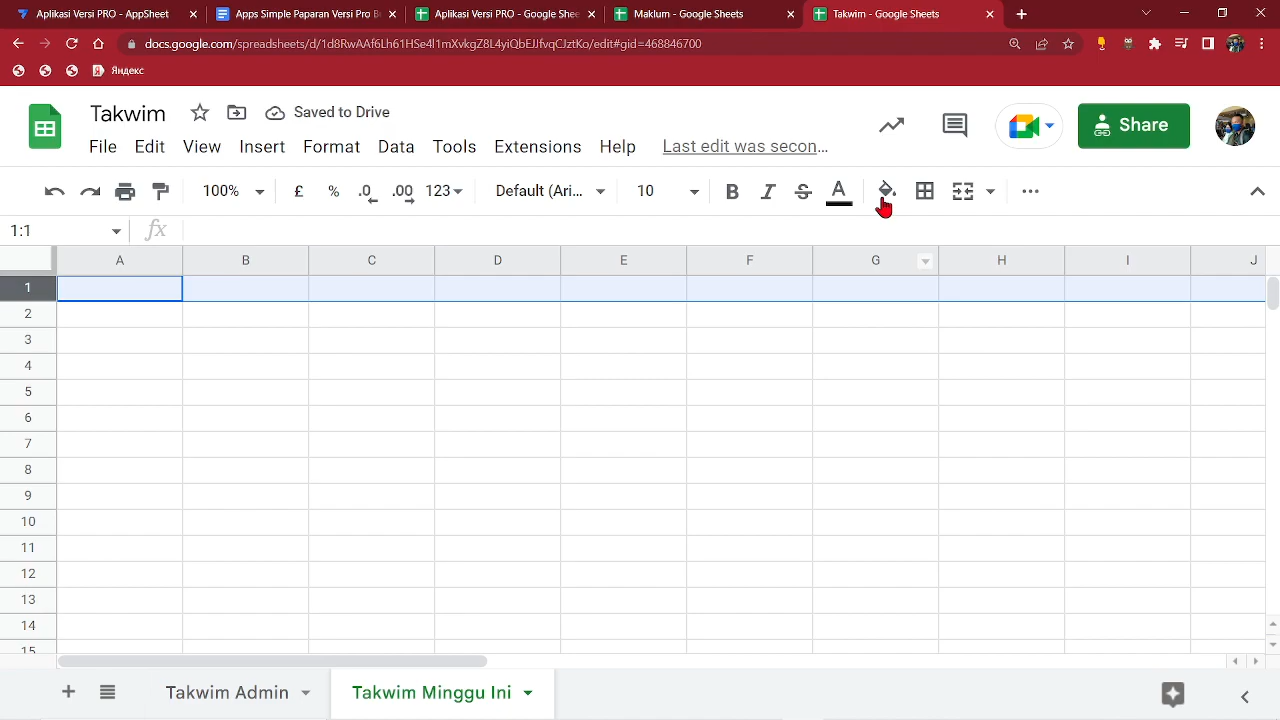 Aplikasi Versi PRO - AppSheet
Apps Simple Paparan Versi Pro B
Aplikasi Versi PRO - Google Shee
Maklum - Google Sheets
Takwim - Google Sheets
docs.google.com/spreadsheets/d/1d8RwAAf6Lh61HSe4l1mXvkgZ8L4yiQbEJJfvqCJztKo/edit#gid=468846700
Яндекс
Takwim
Saved to Drive
Share
File Edit View Insert Format Data Tools Extensions Help Last edit was secon...
100% £ % .0 .00 123 Default (Ari... 10 B I S A
1:1 fx
A B C D E F G H I J
1
2
3
4
5
6
7
8
9
10
11
12
13
14
15
Takwim Admin Takwim Minggu Ini